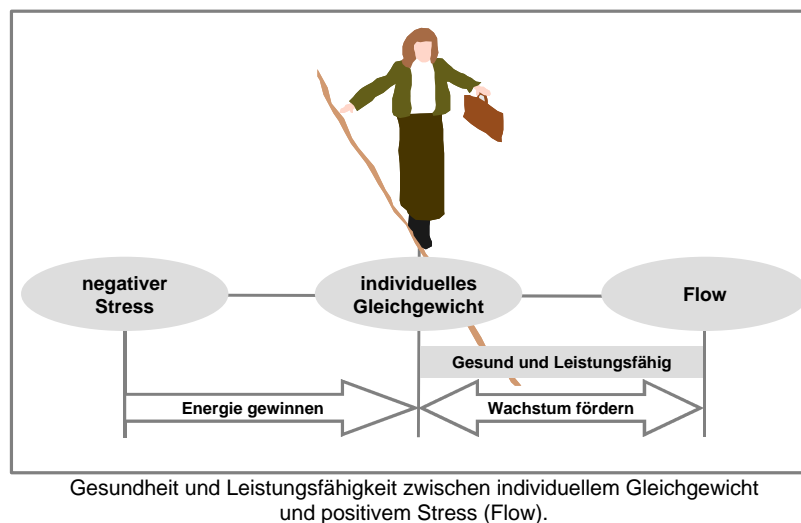 negativer
Stress
individuelles
Gleichgewicht
Flow
Gesund und Leistungsfähig
Energie gewinnen
Wachstum fördern
Gesundheit und Leistungsfähigkeit zwischen individuellem Gleichgewicht
und positivem Stress (Flow).